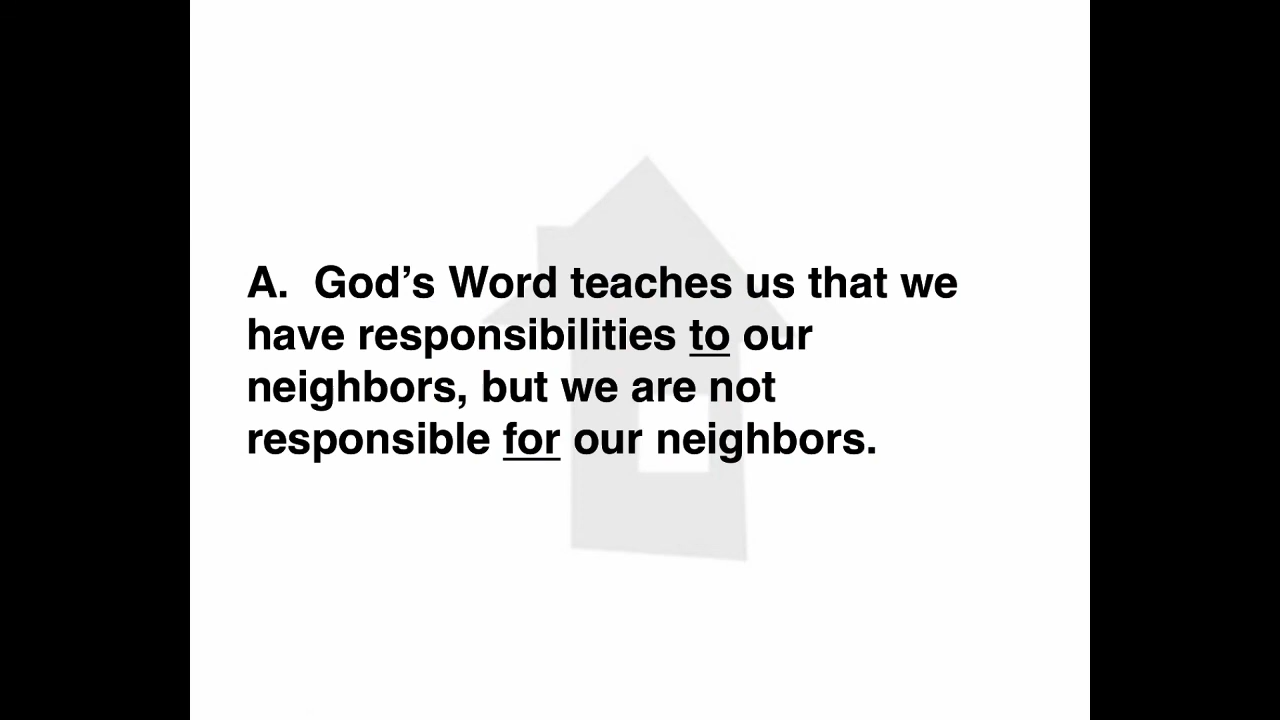 A.  God’s Word teaches us that we
have responsibilities to our
neighbors, but we are not
responsible for our neighbors.